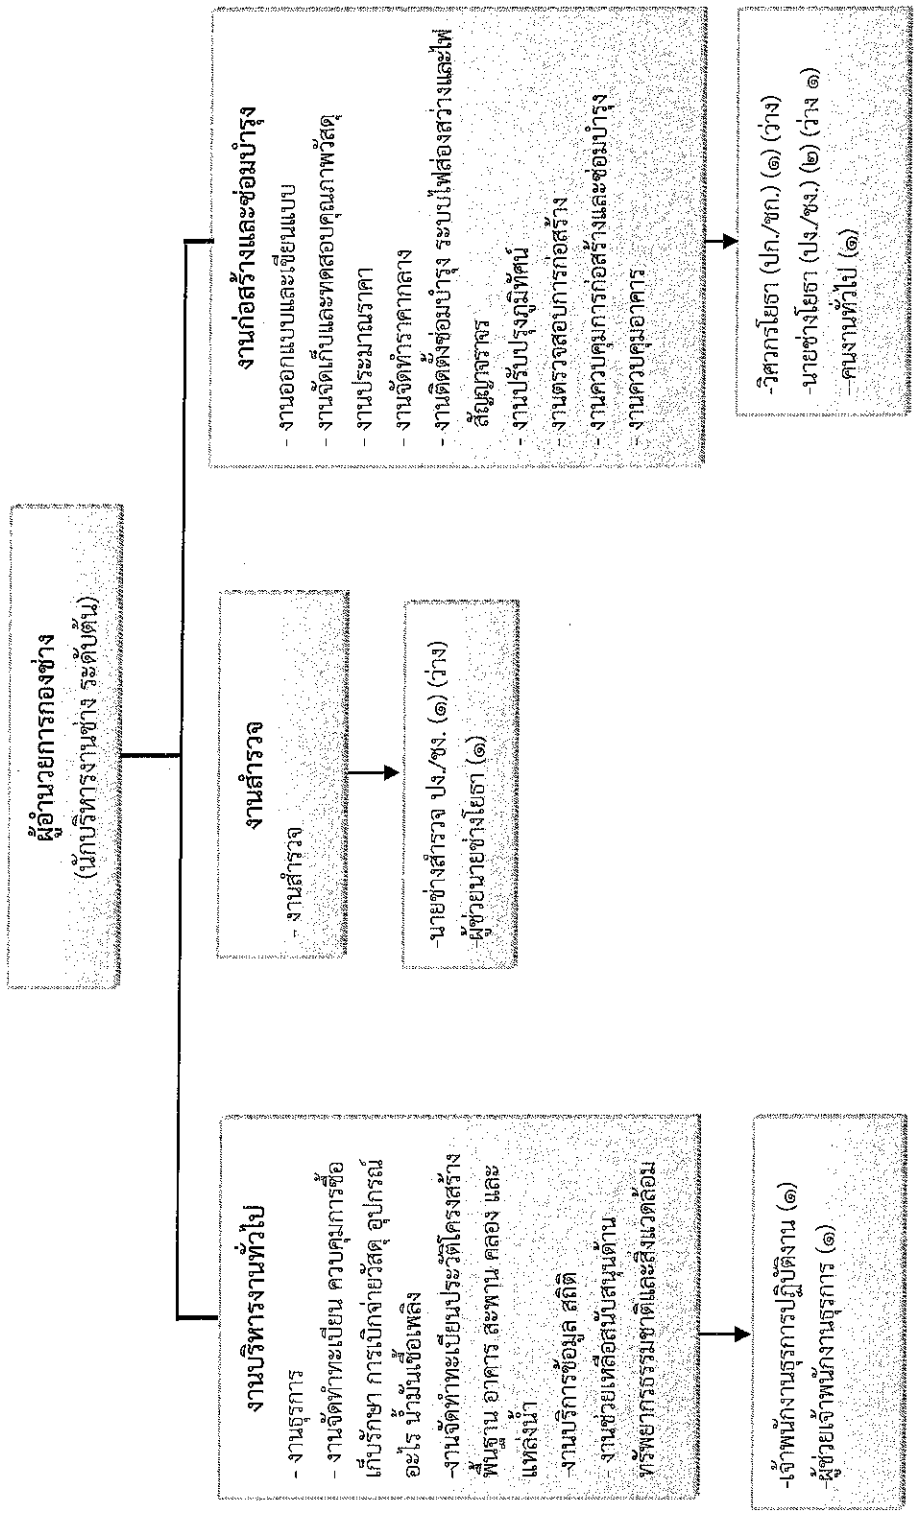 ผู้อำนวยการกองช่าง
(นักบริหารงานช่าง ระดับต้น)
งานบริหารงานทั่วไป
- งานธุรการ
- งานจัดทำทะเบียน ควบคุมการซื้อ
เก็บรักษา การเบิกจ่ายวัสดุ อุปกรณ์
อะไร น้ำมันเชื้อเพลิง
-งานจัดทำทะเบียนประวัติโครงสร้าง
พื้นฐาน อาคาร สะพาน คลอง และ
แหล่งน้ำ
-งานบริการข้อมูล สถิติ
- งานช่วยเหลือสนับสนุนด้าน
ทรัพยากรธรรมชาติและสิ่งแวดล้อม
-เจ้าพนักงานธุรการปฏิบัติงาน (๑)
-ผู้ช่วยเจ้าพนักงานธุรการ (๑)
งานสำรวจ
- งานสำรวจ
-นายช่างสำรวจ ปง./ชง. (๑) (ว่าง)
-ผู้ช่วยนายช่างโยธา (๑)
งานก่อสร้างและซ่อมบำรุง
- งานออกแบบและเขียนแบบ
- งานจัดเก็บและทดสอบคุณภาพวัสดุ
- งานประมาณราคา
- งานจัดทำราคากลาง
- งานติดตั้งซ่อมบำรุง ระบบไฟส่องสว่างและไฟ
สัญญาจราจร
- งานปรับปรุงภูมิทัศน์
- งานตรวจสอบการก่อสร้าง
- งานควบคุมการก่อสร้างและซ่อมบำรุง
- งานควบคุมอาคาร
-วิศวกรโยธา (ปก./ชก.) (๑) (ว่าง)
-นายช่างโยธา (ปง./ชง.) (๒) (ว่าง ๑)
--คนงานทั่วไป (๑)